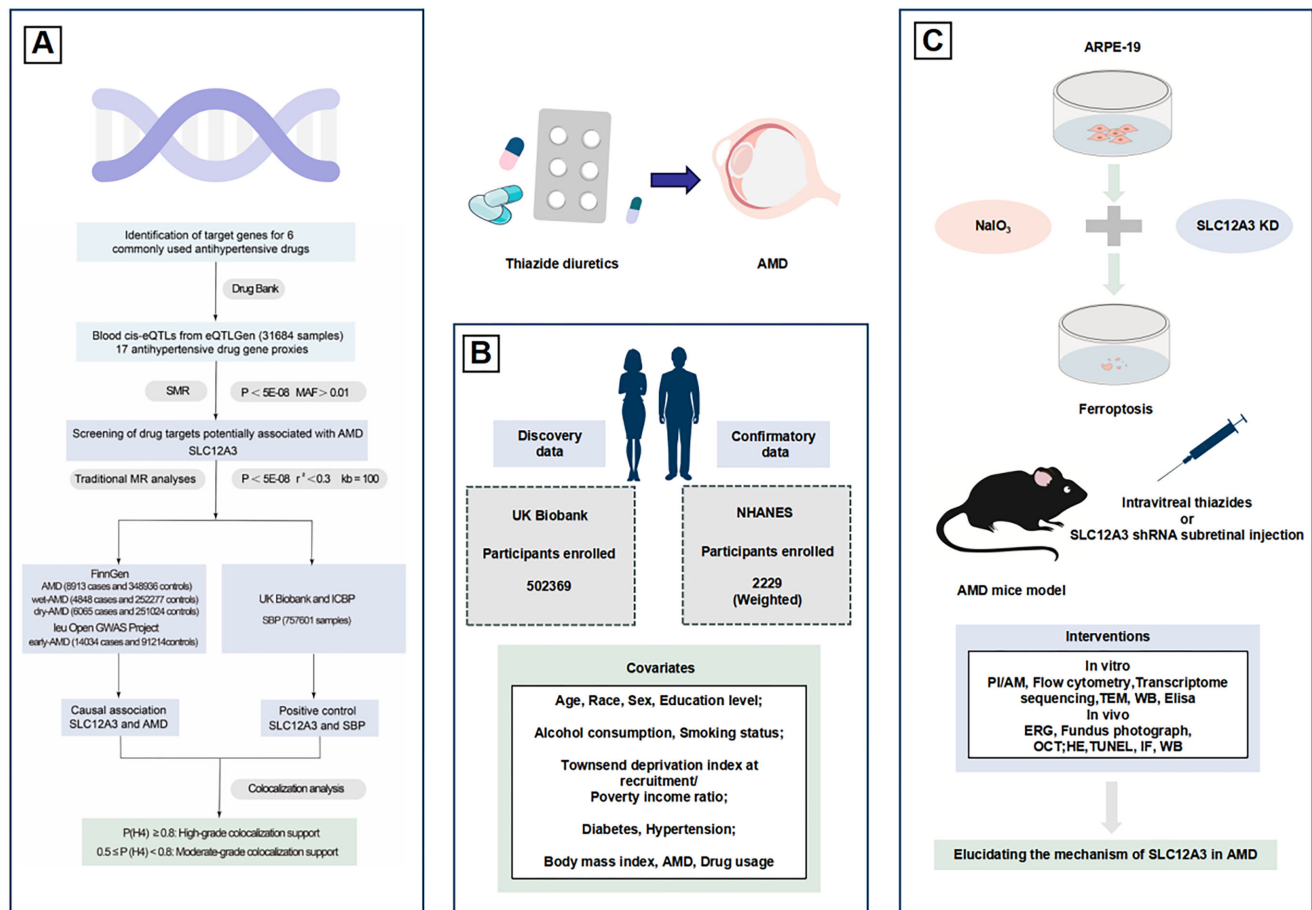 A
Identification of target genes for 6
commonly used antihypertensive drugs
Drug Bank
Blood cis-eQTLs from eQTLGen (31684 samples)
17 antihypertensive drug gene proxies
SMR
P < 5E-08 MAF > 0.01
Screening of drug targets potentially associated with AMD
SLC12A3
Traditional MR analyses
P < 5E-08 r² < 0.3 kb = 100
FinnGen
AMD (8913 cases and 348936 controls)
wet-AMD (4848 cases and 252277 controls)
dry-AMD (6065 cases and 251024 controls)
Ieu Open GWAS Project
early-AMD (14034 cases and 91214controls)
UK Biobank and ICBP
SBP (757601 samples)
Causal association
SLC12A3 and AMD
Positive control
SLC12A3 and SBP
Colocalization analysis
P(H4) ≥ 0.8: High-grade colocalization support
0.5 ≤ P (H4) < 0.8: Moderate-grade colocalization support
Thiazide diuretics
AMD
B
Discovery
data
Confirmatory
data
UK Biobank
Participants enrolled
502369
NHANES
Participants enrolled
2229
(Weighted)
Covariates
Age, Race, Sex, Education level;
Alcohol consumption, Smoking status;
Townsend deprivation index at
recruitment/
Poverty income ratio;
Diabetes, Hypertension;
Body mass index, AMD, Drug usage
C
ARPE-19
NaIO₃
SLC12A3 KD
Ferroptosis
Intravitreal thiazides
or
SLC12A3 shRNA subretinal injection
AMD mice model
Interventions
In vitro
PI/AM, Flow cytometry,Transcriptome
sequencing,TEM, WB, Elisa
In vivo
ERG, Fundus photograph,
OCT;HE,TUNEL, IF, WB
Elucidating the mechanism of SLC12A3 in AMD